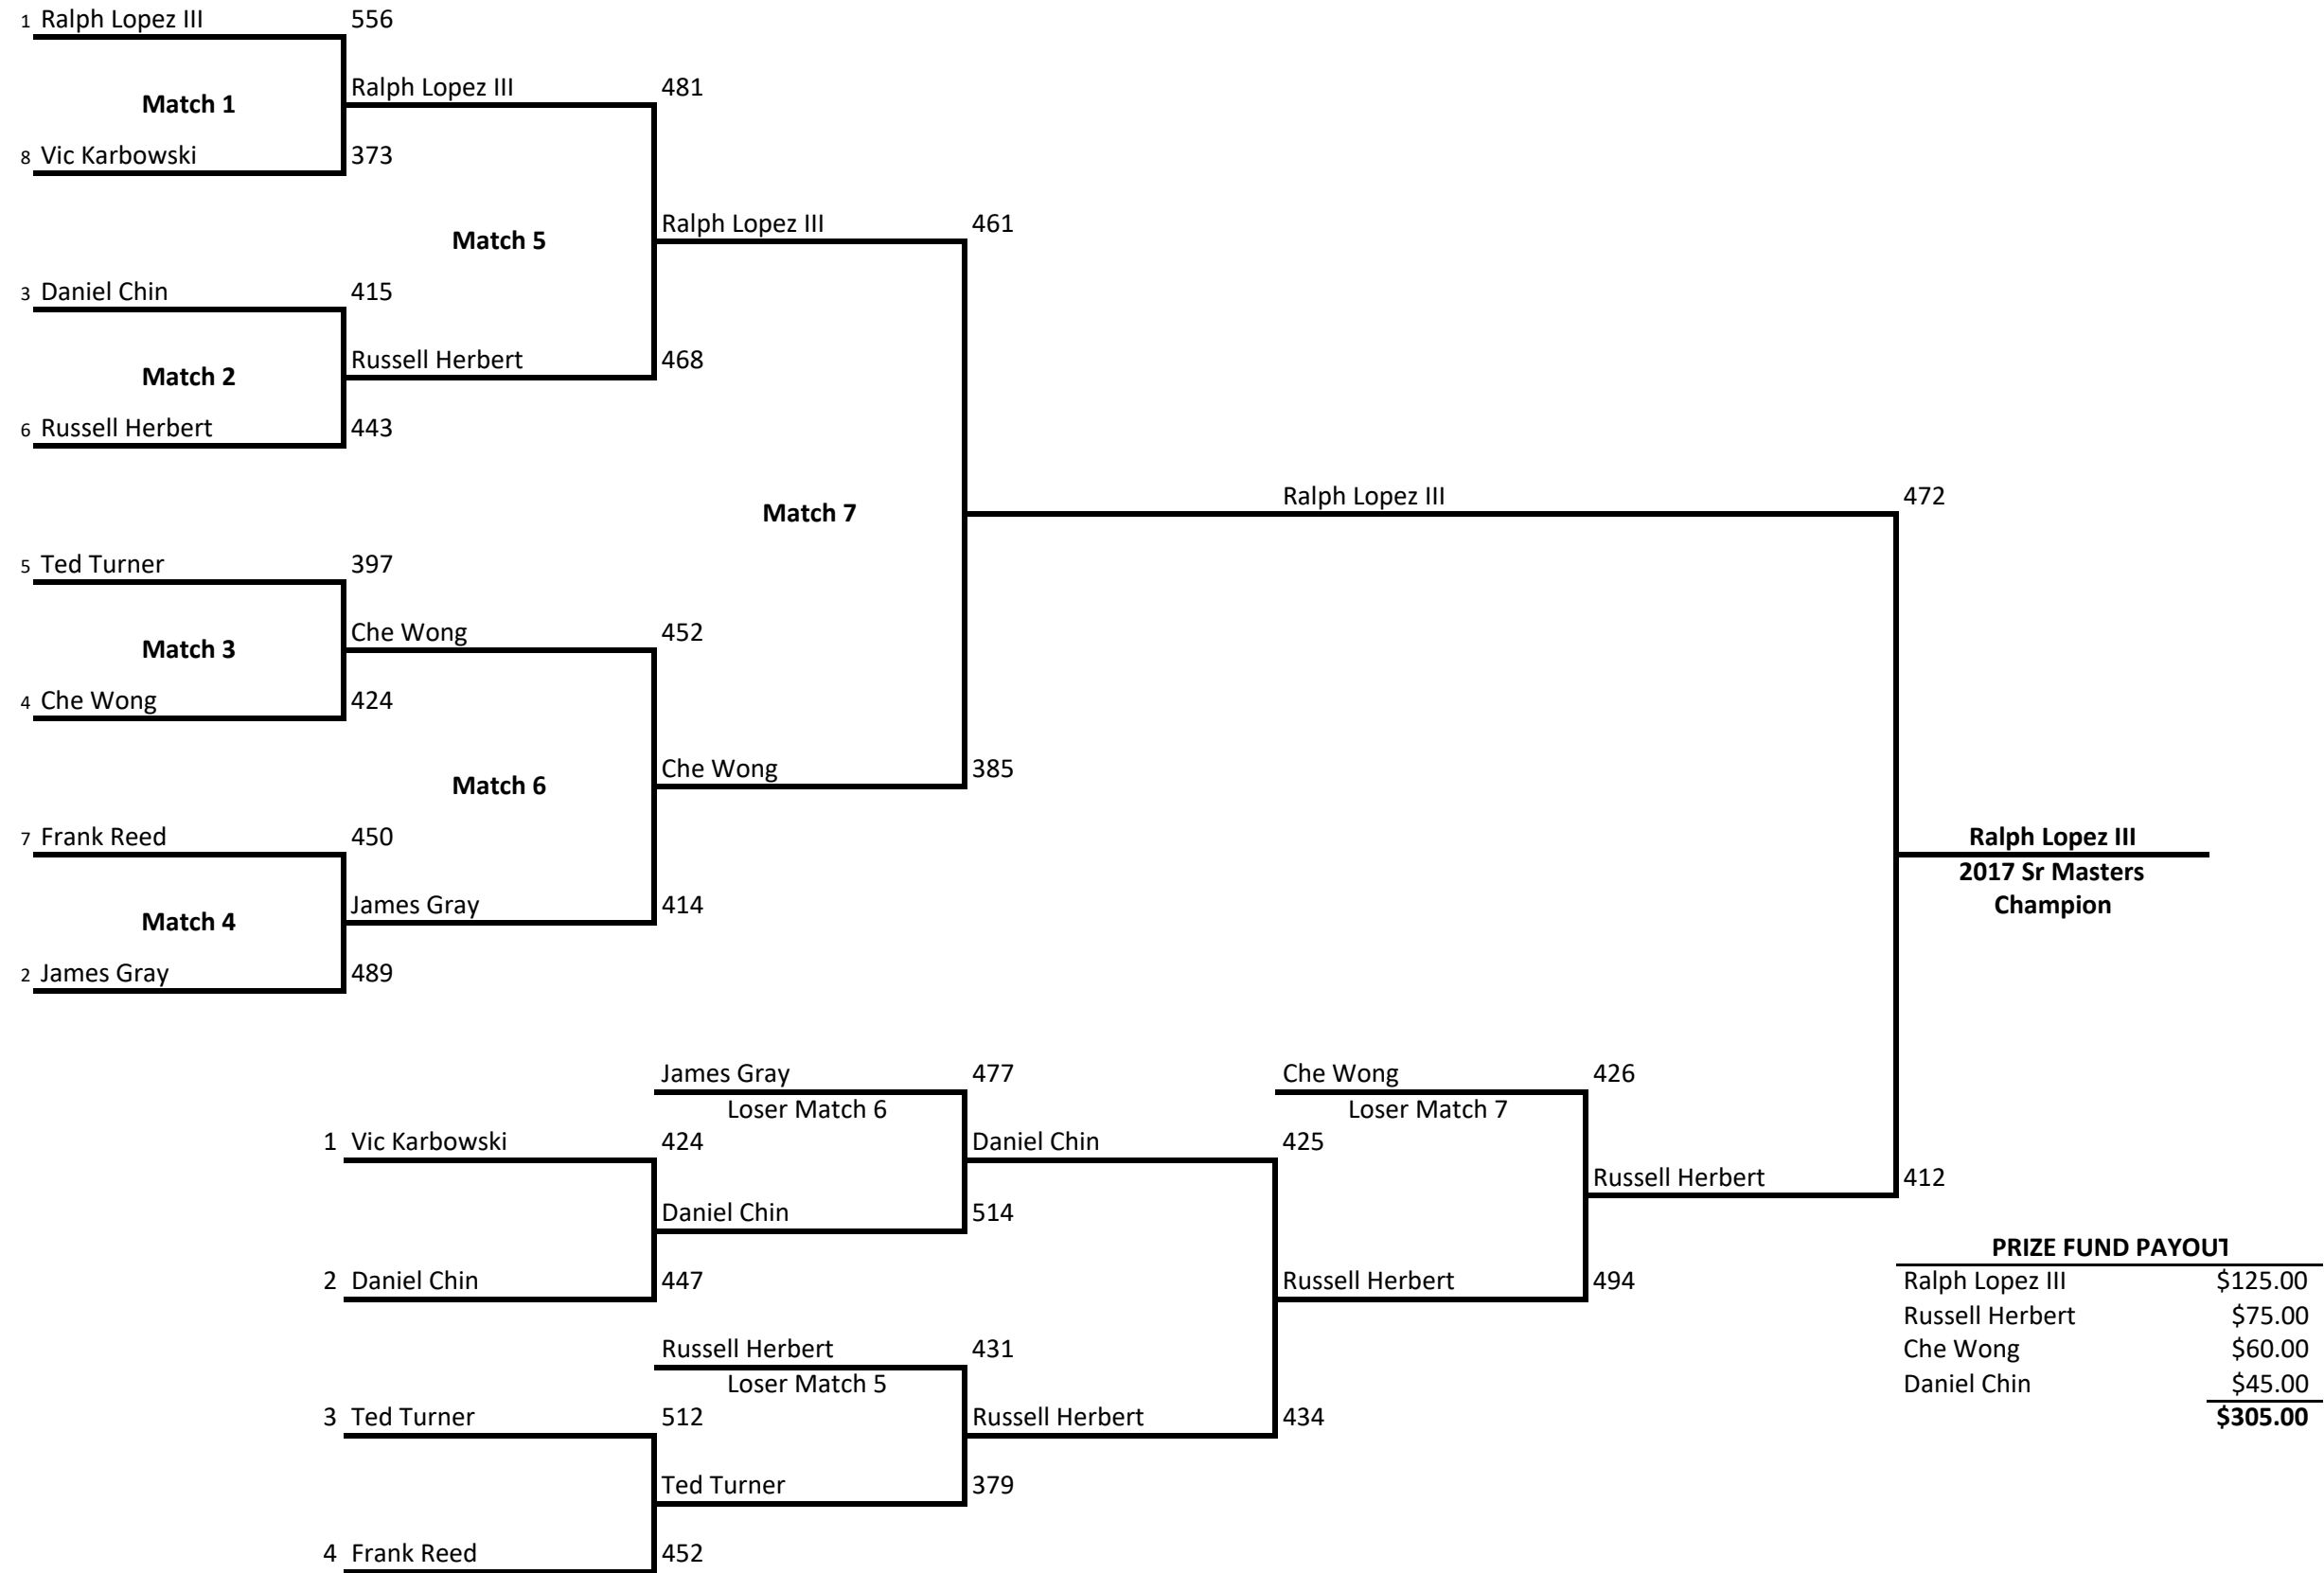 1 Ralph Lopez III 556
Ralph Lopez III 481
Match 1
8 Vic Karbowski 373
Ralph Lopez III 461
Match 5
3 Daniel Chin 415
Russell Herbert 468
Match 2
6 Russell Herbert 443
Ralph Lopez III 472
Match 7
5 Ted Turner 397
Che Wong 452
Match 3
4 Che Wong 424
Che Wong 385
Match 6
7 Frank Reed 450
Ralph Lopez III
2017 Sr Masters
Champion
James Gray 414
Match 4
2 James Gray 489
James Gray 477 Che Wong 426
Loser Match 6 Loser Match 7
1 Vic Karbowski 424 Daniel Chin 425
Russell Herbert 412
Daniel Chin 514
2 Daniel Chin 447 Russell Herbert 494
Russell Herbert 431
Loser Match 5
3 Ted Turner 512 Russell Herbert 434
Ted Turner 379
4 Frank Reed 452
PRIZE FUND PAYOUT
Ralph Lopez III $125.00
Russell Herbert $75.00
Che Wong $60.00
Daniel Chin $45.00
$305.00